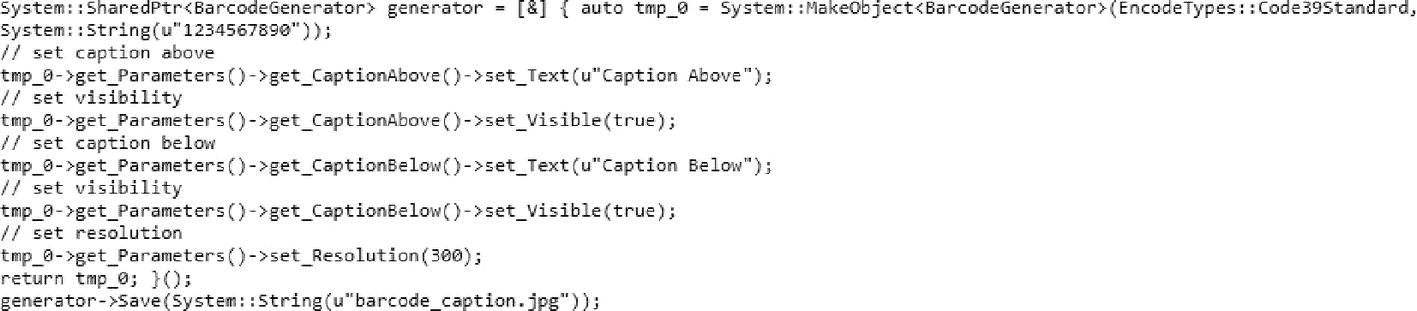 System::SharedPtr<BarcodeGenerator> generator = [&] { auto tmp_0 = System::MakeObject<BarcodeGenerator>(EncodeTypes::Code39Standard,
System::String(u"1234567890"));
// set caption above
tmp_0->get_Parameters()->get_CaptionAbove()->set_Text(u"Caption Above");
// set visibility
tmp_0->get_Parameters()->get_CaptionAbove()->set_Visible(true);
// set caption below
tmp_0->get_Parameters()->get_CaptionBelow()->set_Text(u"Caption Below");
// set visibility
tmp_0->get_Parameters()->get_CaptionBelow()->set_Visible(true);
// set resolution
tmp_0->get_Parameters()->set_Resolution(300);
return tmp_0; }();
generator->Save(System::String(u"barcode_caption.jpg"));